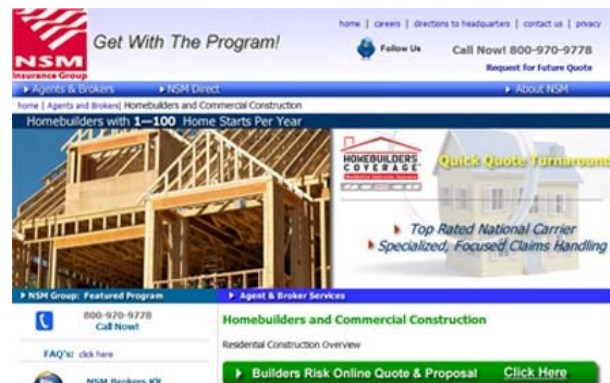 home | careers | directions to headquarters | contact us | privacy
NSM
Insurance Group
Get With The Program!
Follow Us
Call Now! 800-970-9778
Request for Future Quote
Agents & Brokers
NSM Direct
About NSM
home | Agents and Brokers| Homebuilders and Commercial Construction
Homebuilders with 1—100 Home Starts Per Year
HOMEBUILDERS
COVERAGE
Quick Quote Turnaround
Top Rated National Carrier
Specialized, Focused Claims Handling
NSM Group: Featured Program
Agent & Broker Services
800-970-9778
Call Now!
Homebuilders and Commercial Construction
Residential Construction Overview
FAQ's: click here
Builders Risk Online Quote & Proposal Click Here
NSM Brokers Kit